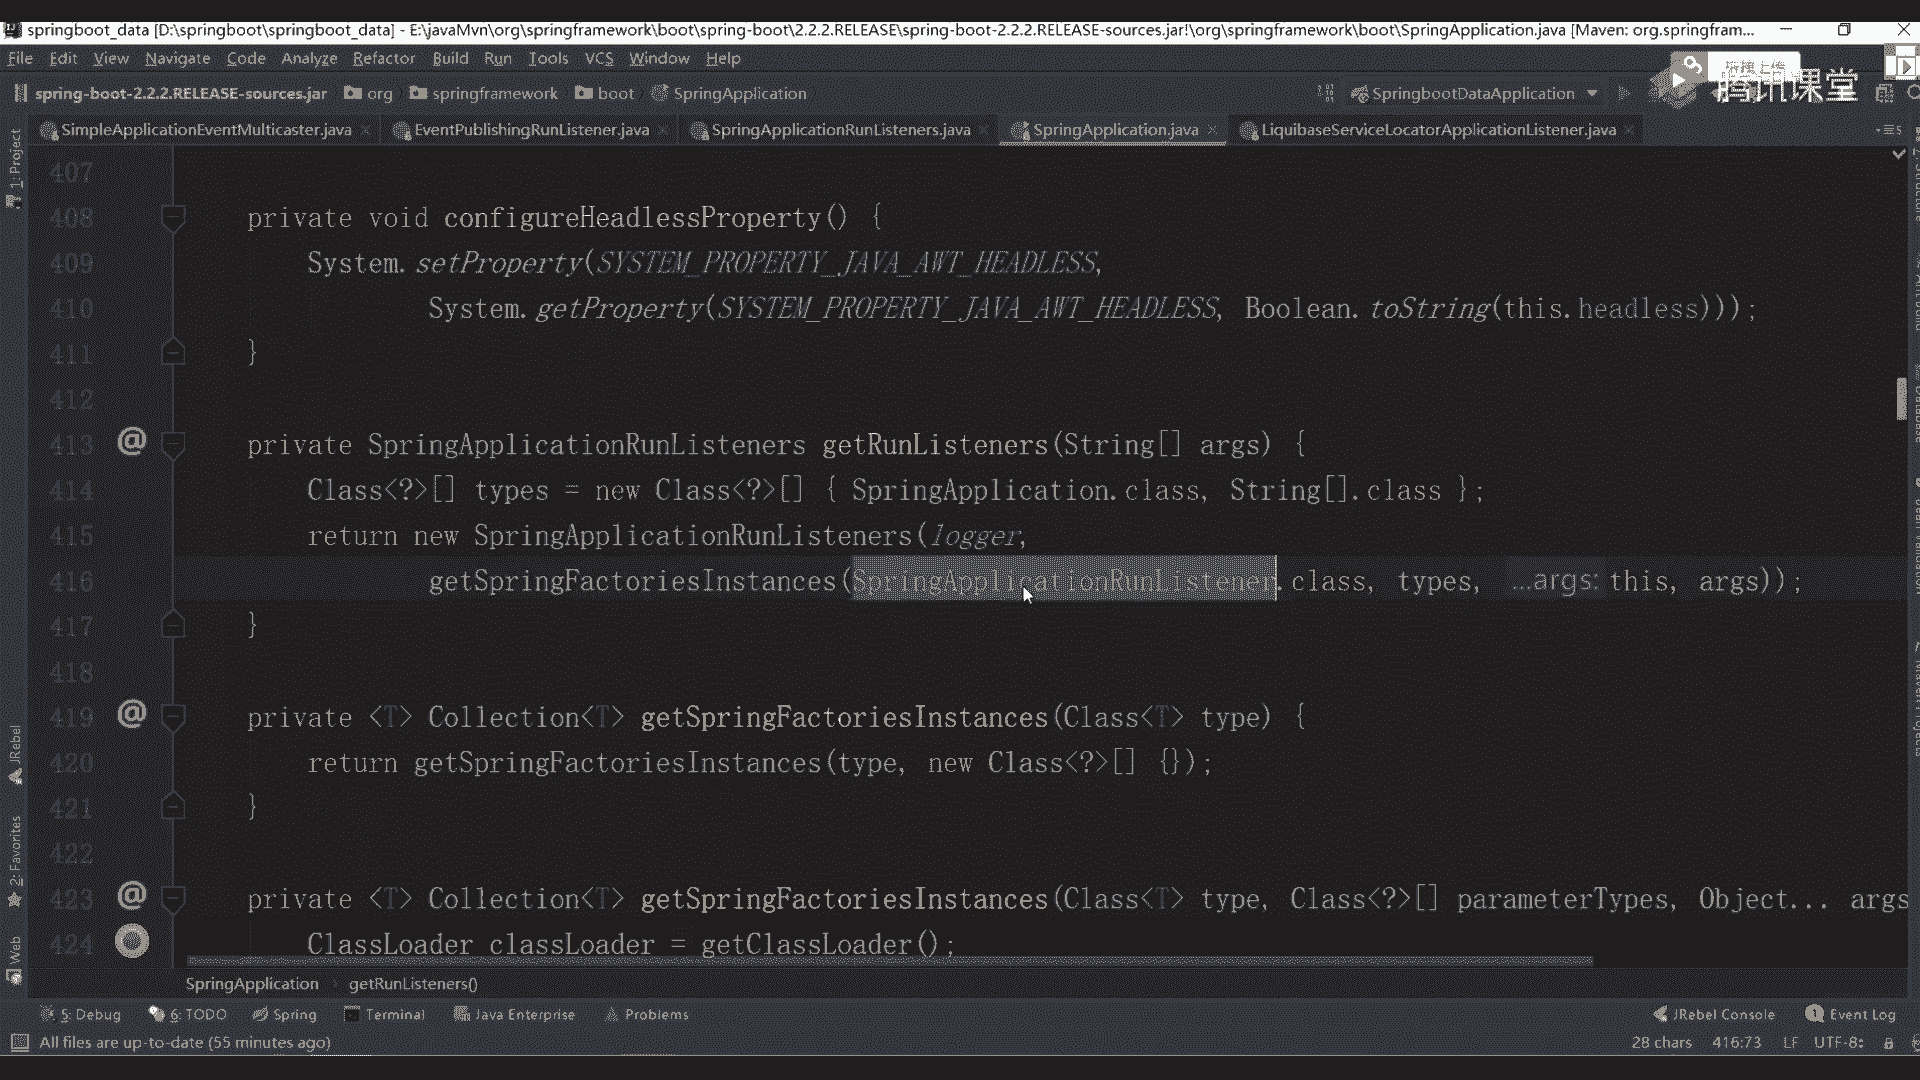 springboot_data [D:\springboot\springboot_data] - E:\javaMvn\org\springframework\boot\spring-boot\2.2.2.RELEASE\spring-boot-2.2.2.RELEASE-sources.jar!\org\springframework\boot\SpringApplication.java [Maven: org.springfram...
File Edit View Navigate Code Analyze Refactor Build Run Tools VCS Window Help
腾讯课堂
spring-boot-2.2.2.RELEASE-sources.jar org springframework boot SpringApplication SpringbootDataApplication
SimpleApplicationEventMulticaster.java EventPublishingRunListener.java SpringApplicationRunListeners.java SpringApplication.java LiquibaseServiceLocatorApplicationListener.java
1: Project
407
408 private void configureHeadlessProperty() {
409 System.setProperty(SYSTEM_PROPERTY_JAVA_AWT_HEADLESS,
410 System.getProperty(SYSTEM_PROPERTY_JAVA_AWT_HEADLESS, Boolean.toString(this.headless)));
411 }
412
413 @ private SpringApplicationRunListeners getRunListeners(String[] args) {
414 Class<?>[] types = new Class<?>[] { SpringApplication.class, String[].class };
415 return new SpringApplicationRunListeners(logger,
416 getSpringFactoriesInstances(SpringApplicationRunListener.class, types, ...args: this, args));
417 }
418
419 @ private <T> Collection<T> getSpringFactoriesInstances(Class<T> type) {
420 return getSpringFactoriesInstances(type, new Class<?>[] {});
421 }
422
423 @ private <T> Collection<T> getSpringFactoriesInstances(Class<T> type, Class<?>[] parameterTypes, Object... args
424 ClassLoader classLoader = getClassLoader();
JRebel
2: Favorites
Web
SpringApplication getRunListeners()
5: Debug 6: TODO Spring Terminal Java Enterprise Problems JRebel Console 1 Event Log
All files are up-to-date (55 minutes ago) 28 chars 416:73 LF UTF-8